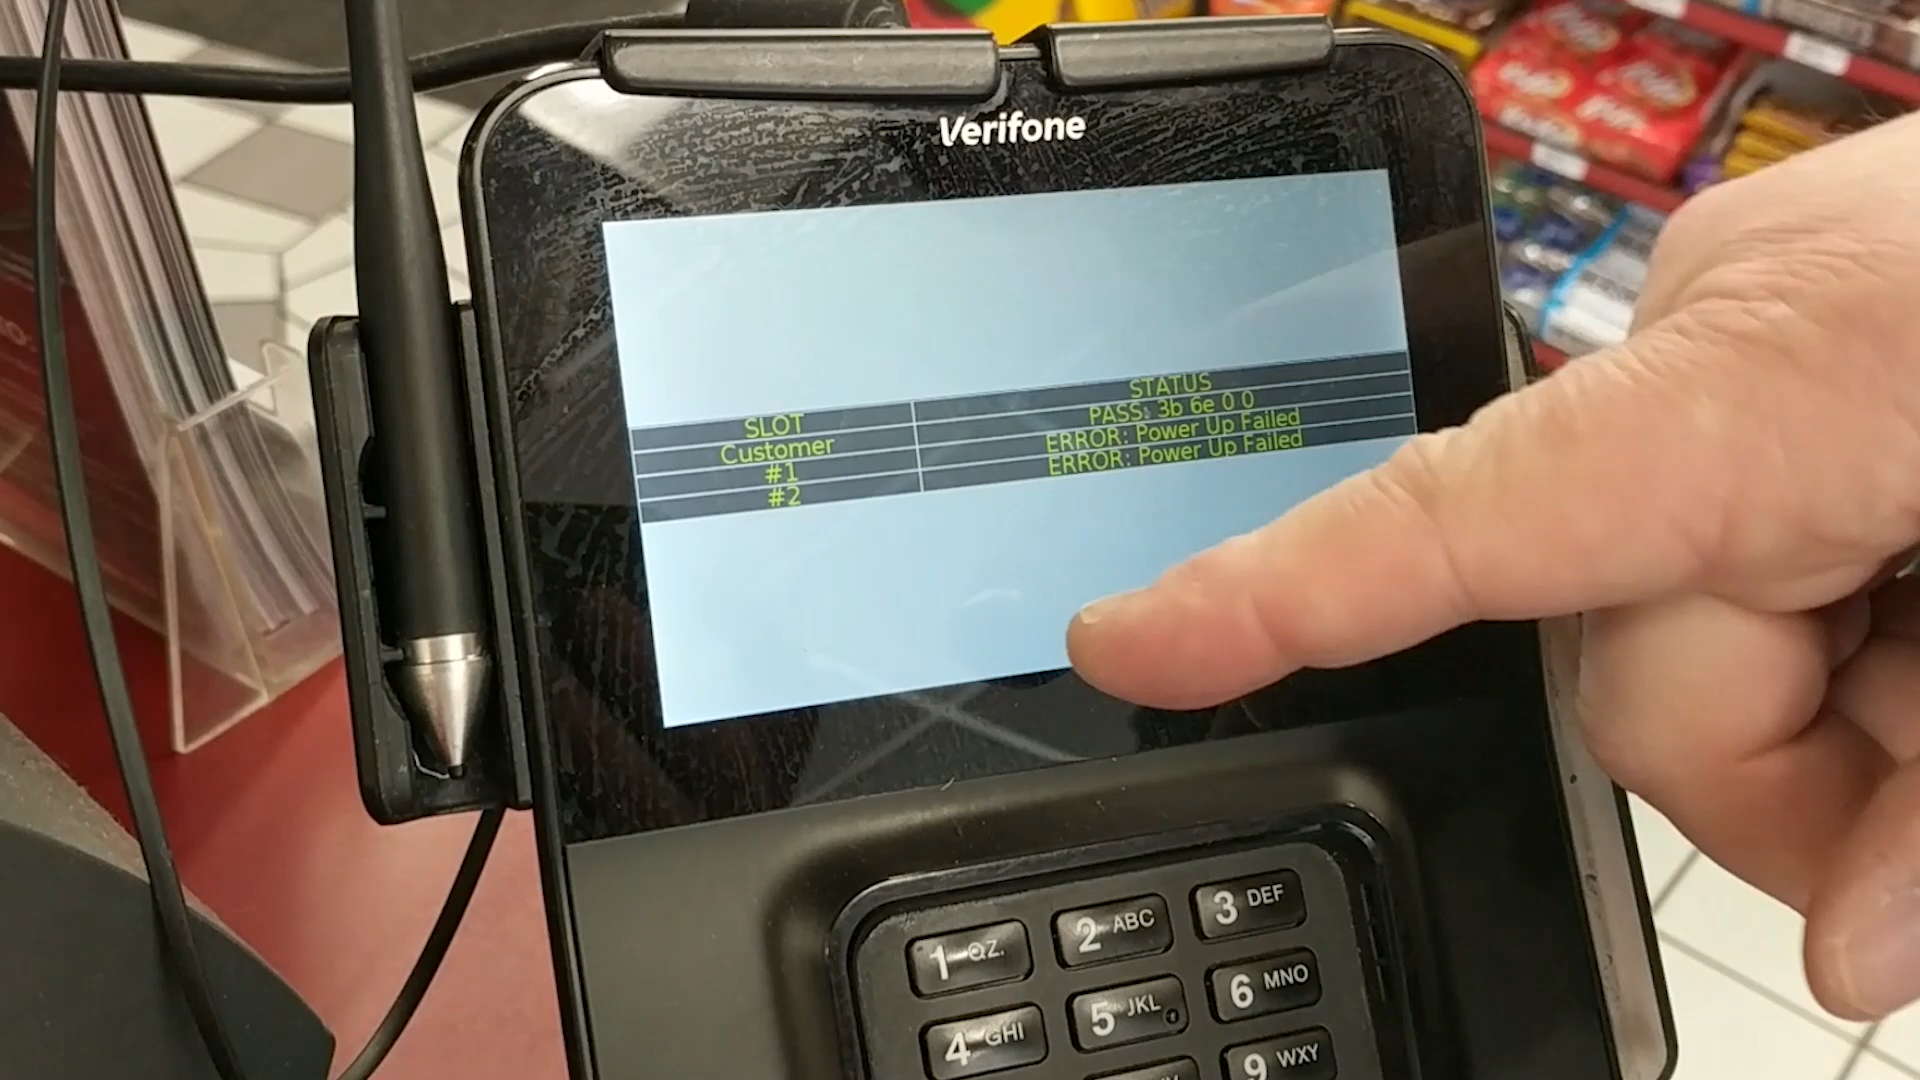 Verifone
SLOT STATUS
Customer PASS: 3b 6e 0 0
#1 ERROR: Power Up Failed
#2 ERROR: Power Up Failed
1 QZ. 2 ABC 3 DEF
4 GHI 5 JKL 6 MNO
9 WXY